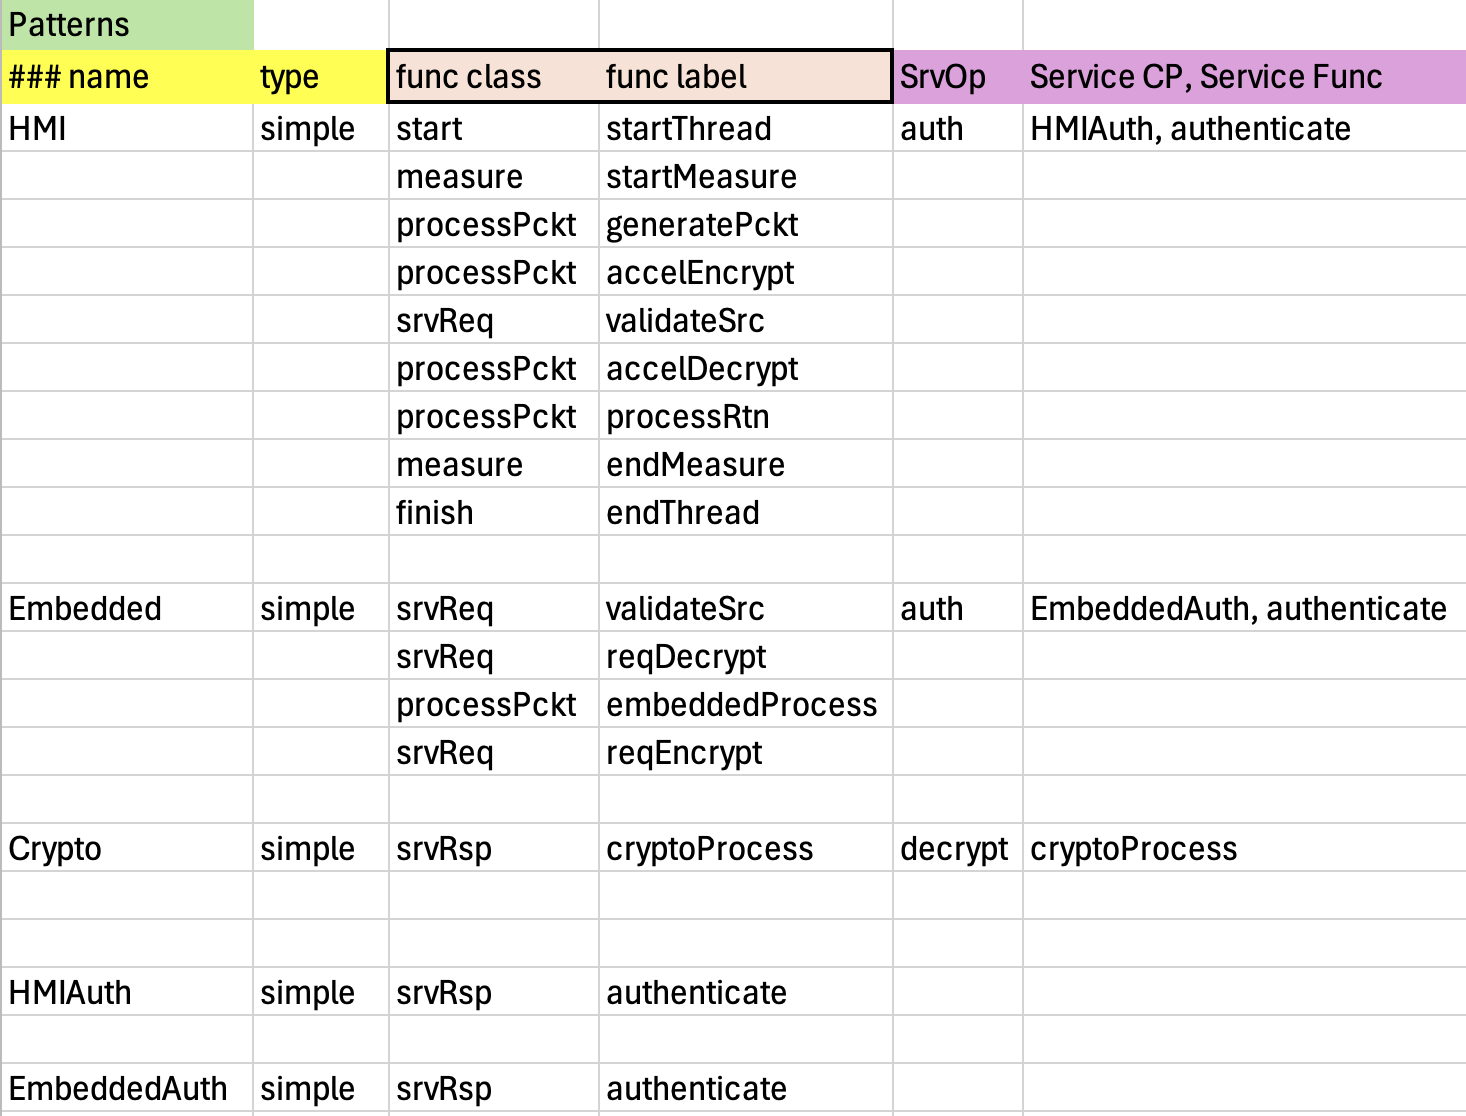 Patterns
### name type func class func label SrvOp Service CP, Service Func
HMI simple start startThread auth HMIAuth, authenticate
measure startMeasure
processPckt generatePckt
processPckt accelEncrypt
srvReq validateSrc
processPckt accelDecrypt
processPckt processRtn
measure endMeasure
finish endThread
Embedded simple srvReq validateSrc auth EmbeddedAuth, authenticate
srvReq reqDecrypt
processPckt embeddedProcess
srvReq reqEncrypt
Crypto simple srvRsp cryptoProcess decrypt cryptoProcess
HMIAuth simple srvRsp authenticate
EmbeddedAuth simple srvRsp authenticate